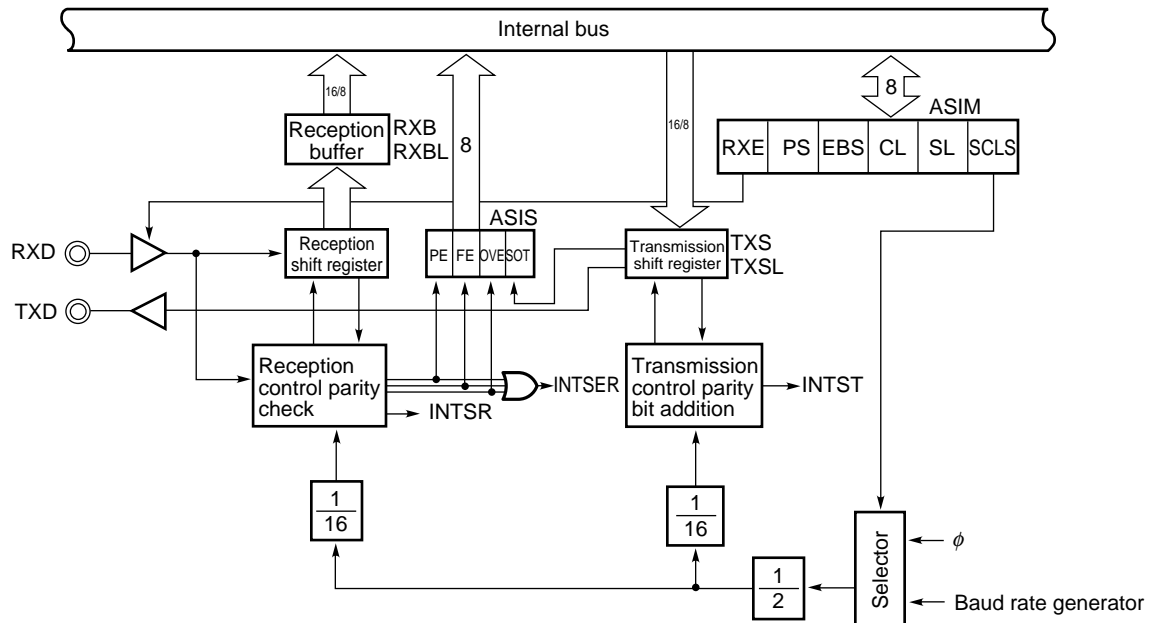 Internal bus
16/8
8
16/8
8
ASIM
Reception
buffer
RXB
RXBL
RXE PS EBS CL SL SCLS
ASIS
RXD
Reception
shift register
PE FE OVE SOT
Transmission
shift register
TXS
TXSL
TXD
Reception
control parity
check
INTSER
INTSR
Transmission
control parity
bit addition
INTST
1
16
1
16
1
2
Selector
ϕ
Baud rate generator